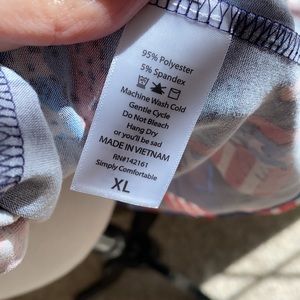 95% Polyester
5% Spandex
Machine Wash Cold
Gentle Cycle
Do Not Bleach
Hang Dry
or you'll be sad
MADE IN VIETNAM
RN#142161
Simply Comfortable
XL